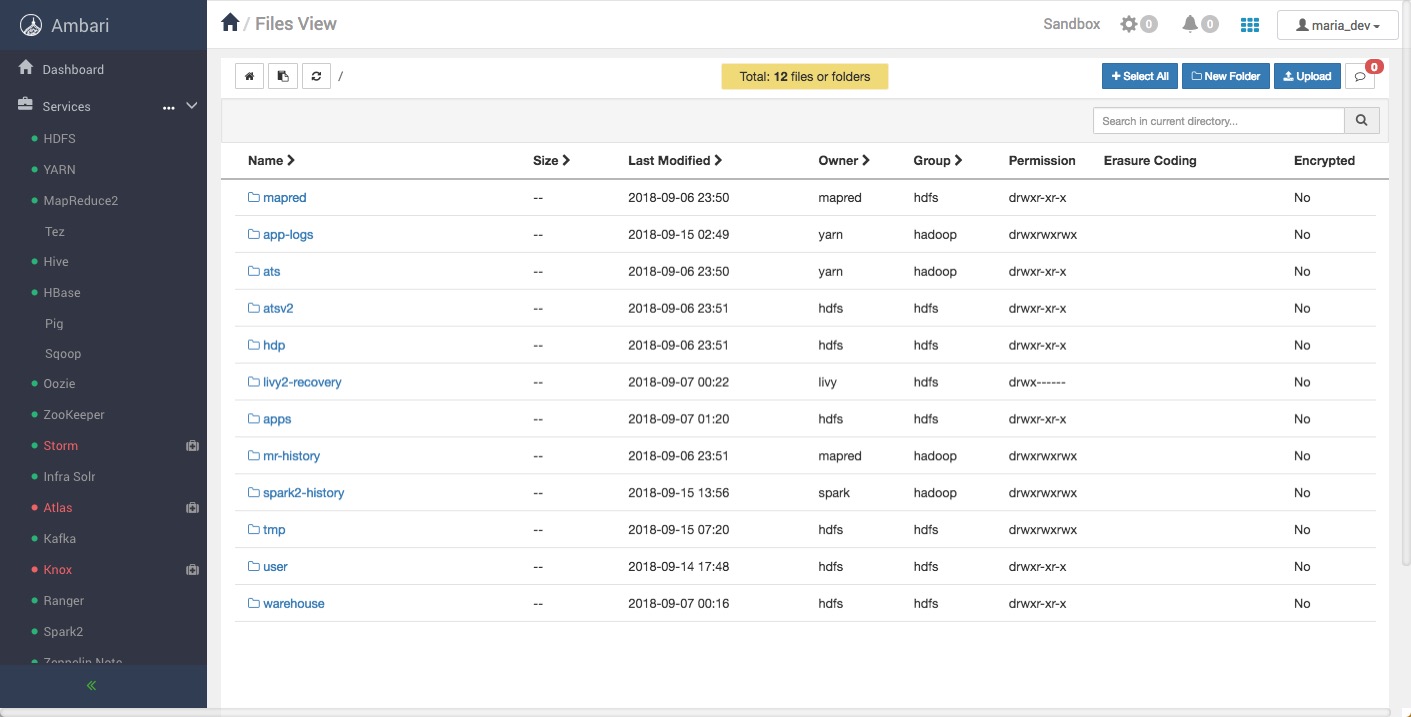 Ambari
/ Files View
Sandbox 0 0 maria_dev
Dashboard
Services
HDFS
YARN
MapReduce2
Tez
Hive
HBase
Pig
Sqoop
Oozie
ZooKeeper
Storm
Infra Solr
Atlas
Kafka
Knox
Ranger
Spark2
Zeppelin Note
/
Total: 12 files or folders
+ Select All New Folder Upload 0
Search in current directory...
Name Size Last Modified Owner Group Permission Erasure Coding Encrypted
mapred -- 2018-09-06 23:50 mapred hdfs drwxr-xr-x No
app-logs -- 2018-09-15 02:49 yarn hadoop drwxrwxrwx No
ats -- 2018-09-06 23:50 yarn hadoop drwxr-xr-x No
atsv2 -- 2018-09-06 23:51 hdfs hdfs drwxr-xr-x No
hdp -- 2018-09-06 23:51 hdfs hdfs drwxr-xr-x No
livy2-recovery -- 2018-09-07 00:22 livy hdfs drwx------ No
apps -- 2018-09-07 01:20 hdfs hdfs drwxr-xr-x No
mr-history -- 2018-09-06 23:51 mapred hadoop drwxrwxrwx No
spark2-history -- 2018-09-15 13:56 spark hadoop drwxrwxrwx No
tmp -- 2018-09-15 07:20 hdfs hdfs drwxrwxrwx No
user -- 2018-09-14 17:48 hdfs hdfs drwxr-xr-x No
warehouse -- 2018-09-07 00:16 hdfs hdfs drwxr-xr-x No